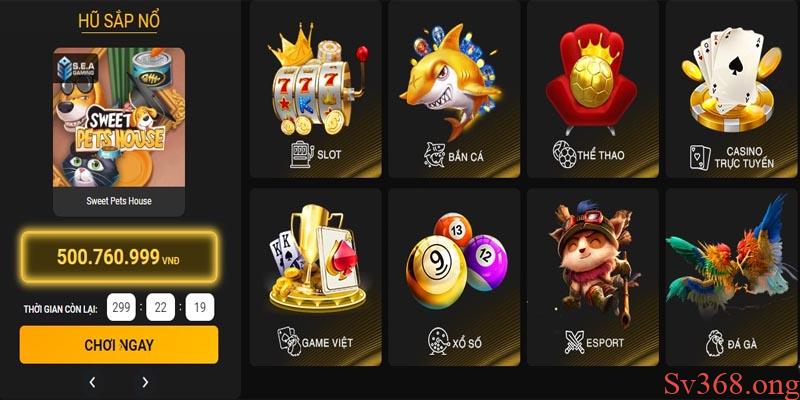 HŨ SẮP NỔ
S.E.A
GAMING
SWEET
PETS HOUSE
Sweet Pets House
500.760.999 VNĐ
THỜI GIAN CÒN LẠI: 299 : 22 : 19
CHƠI NGAY
777
SLOT
BẮN CÁ
THỂ THAO
CASINO
TRỰC TUYẾN
GAME VIỆT
9
13
12
XỔ SỐ
ESPORT
ĐÁ GÀ
Sv368.ong